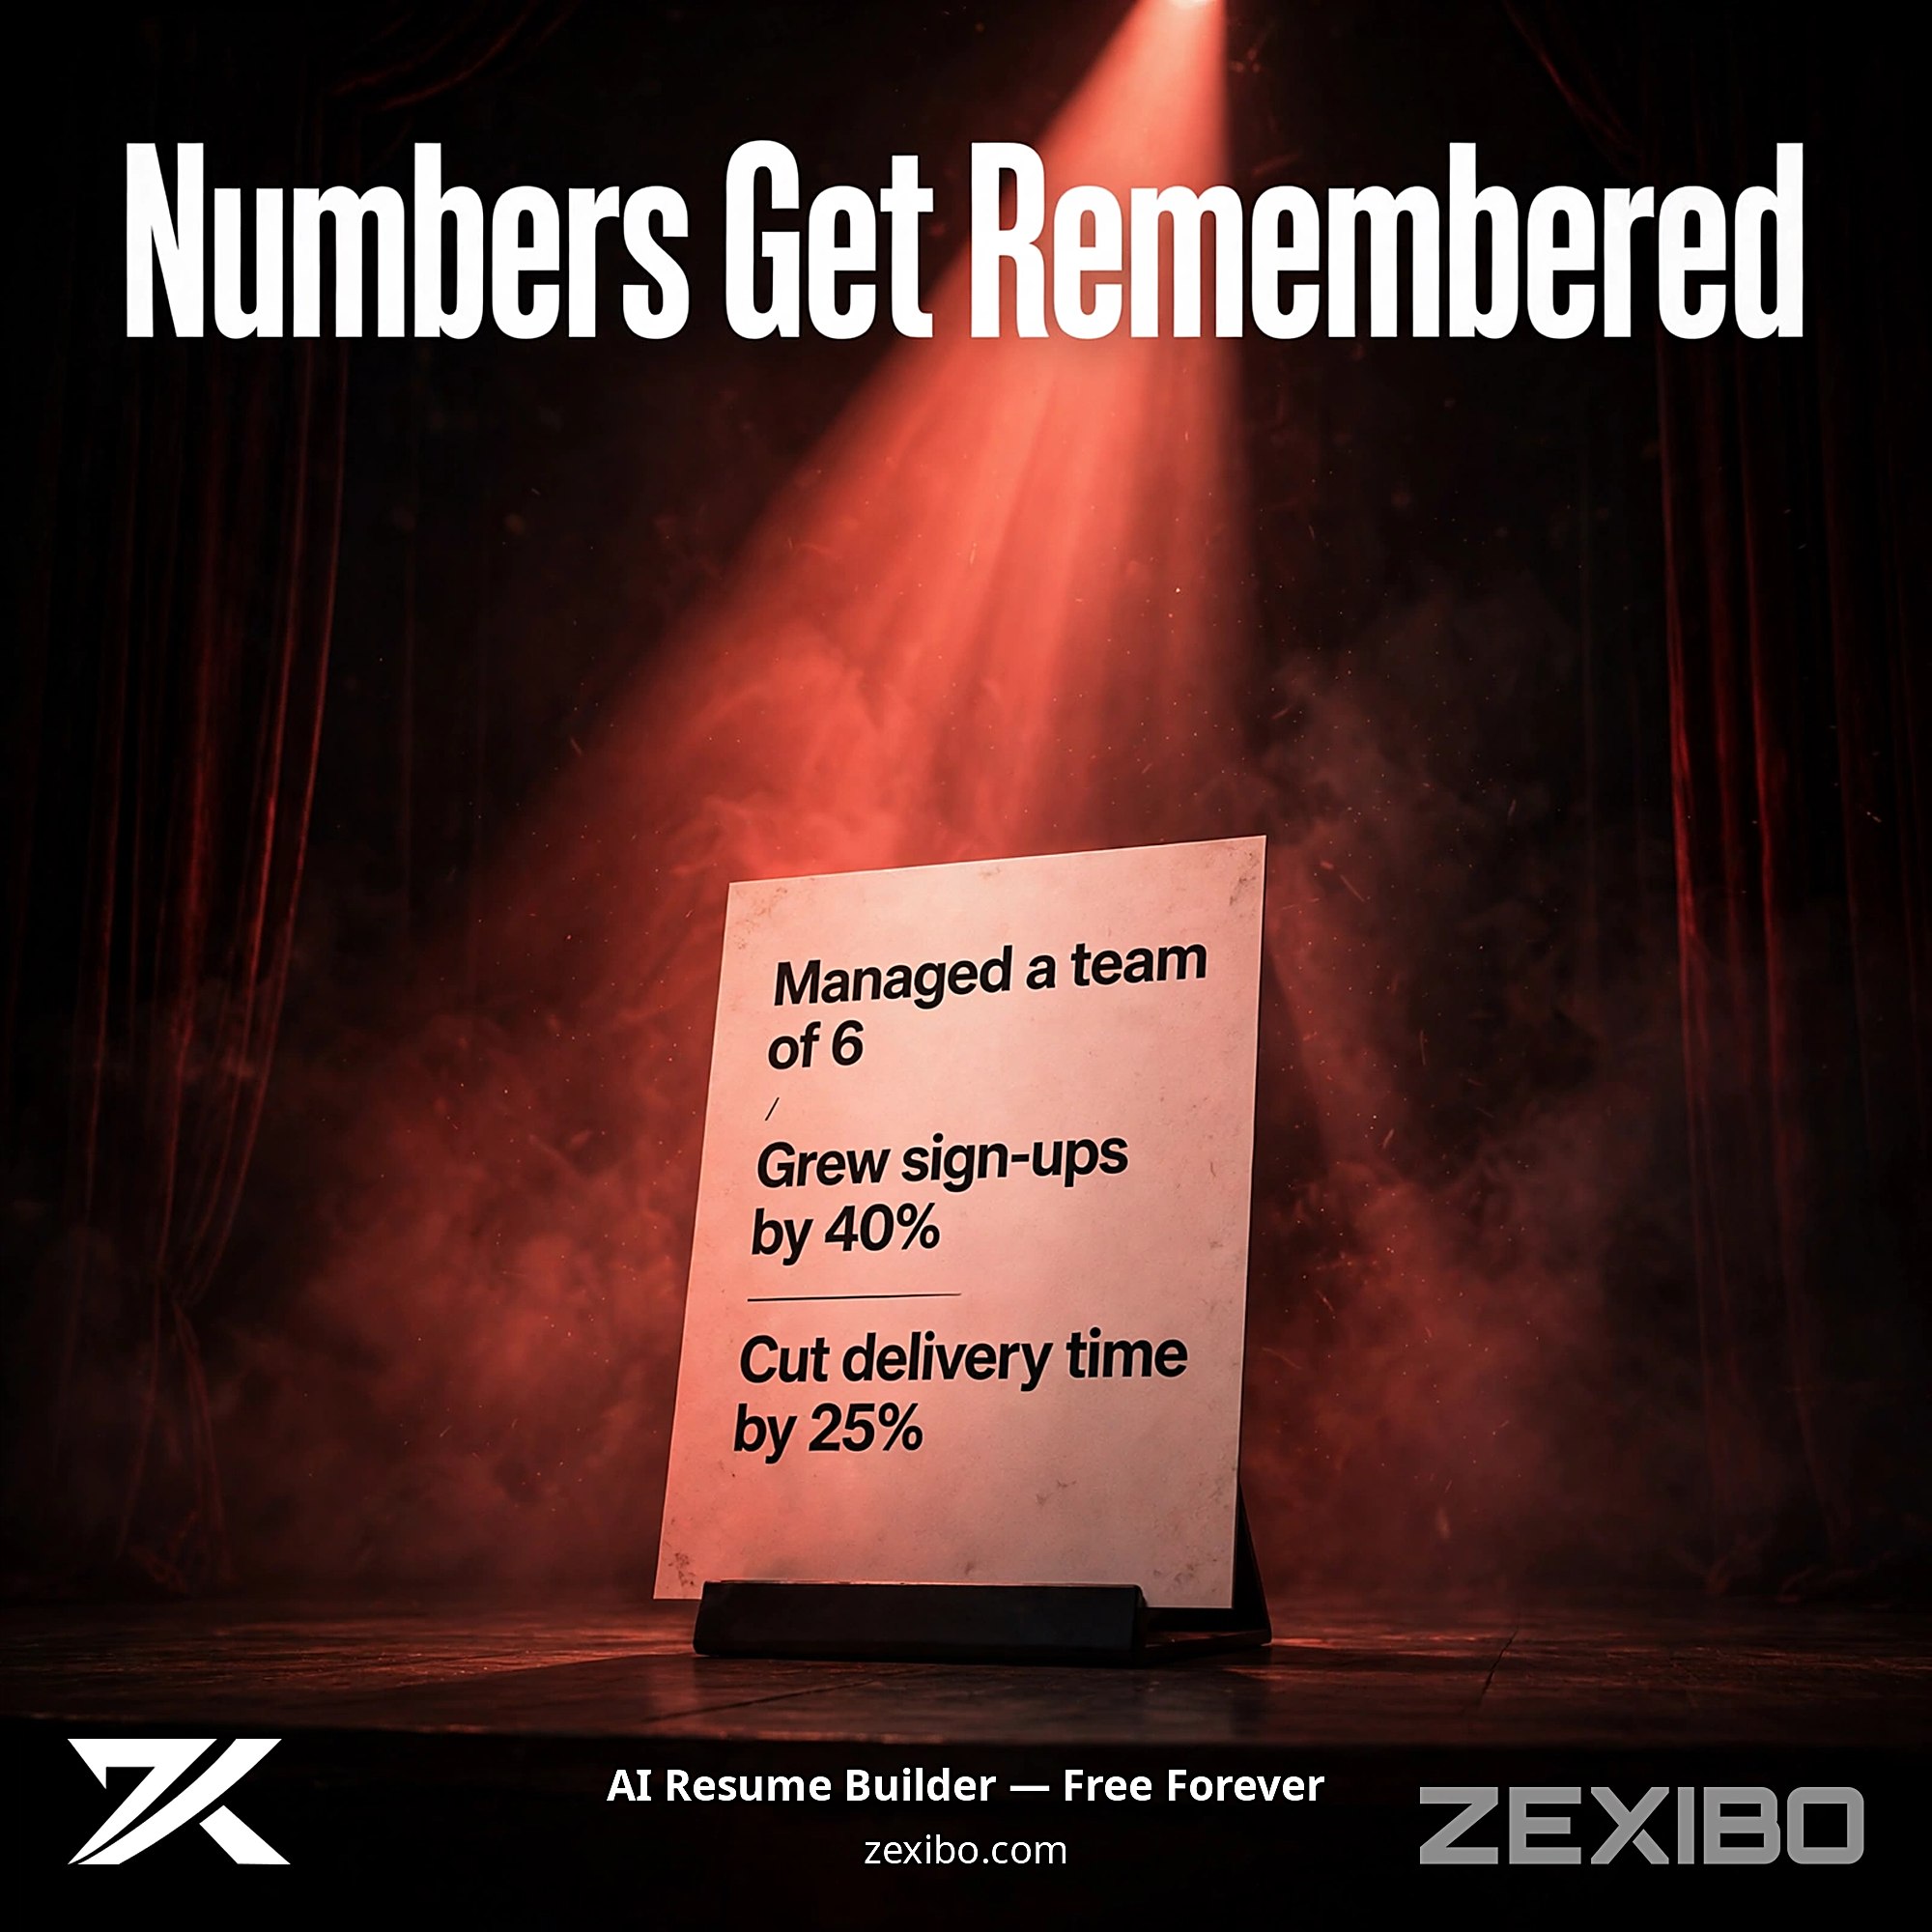 Numbers Get Remembered
Managed a team
of 6
/
Grew sign-ups
by 40%
Cut delivery time
by 25%
AI Resume Builder — Free Forever
zexibo.com
ZEXIBO